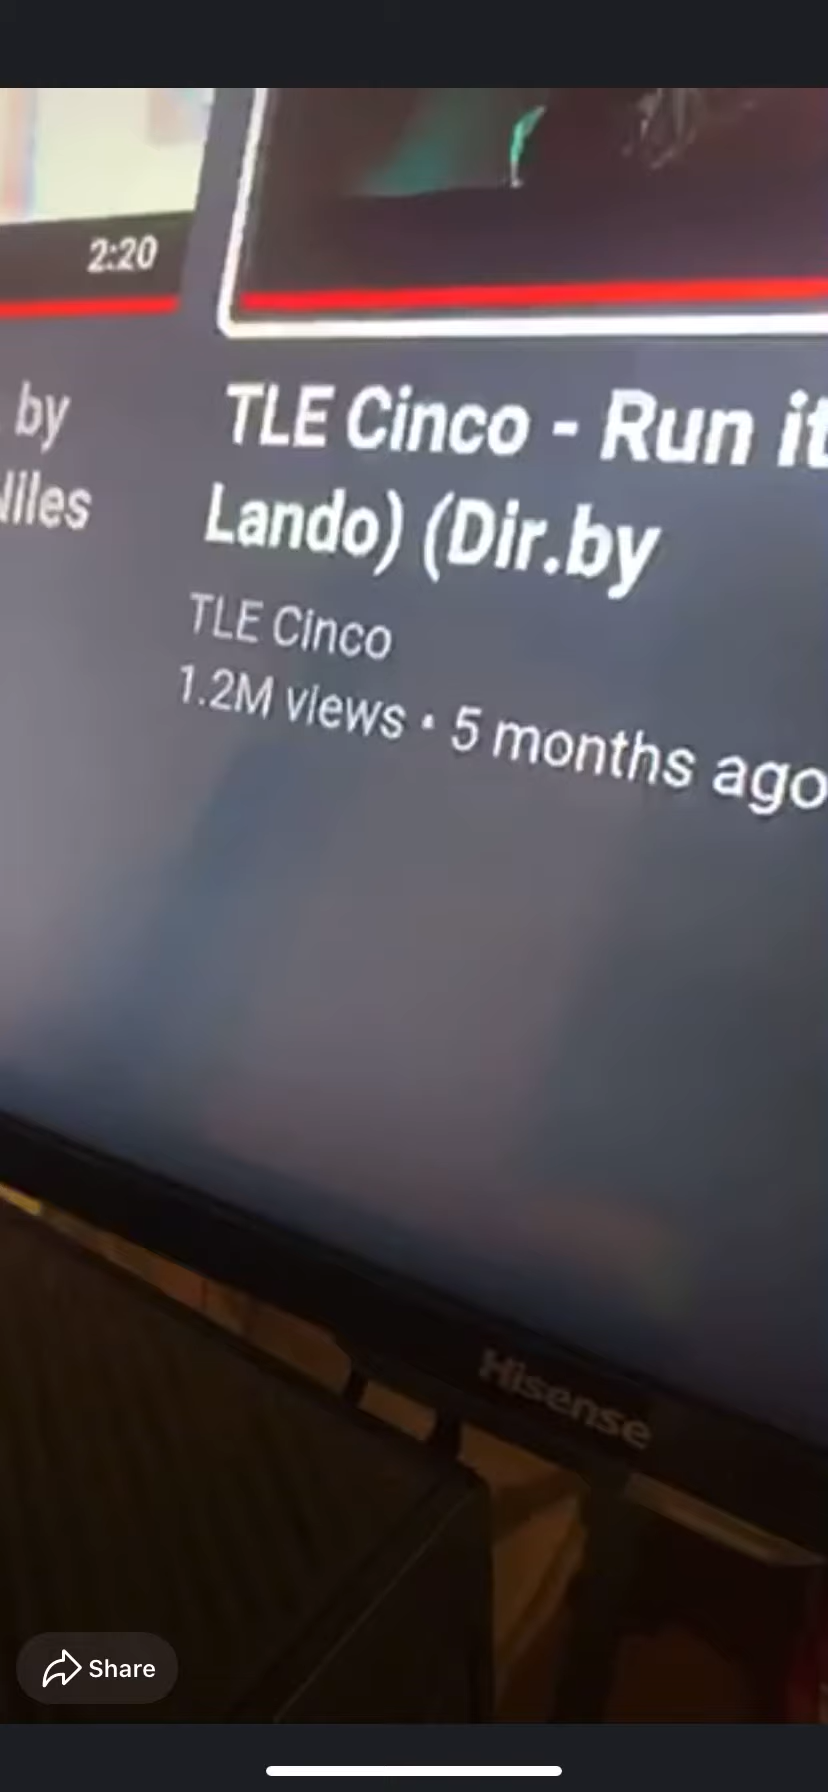 2:20
by
TLE Cinco - Run it
Lando) (Dir.by
TLE Cinco
1.2M views • 5 months ago
Hisense
Share